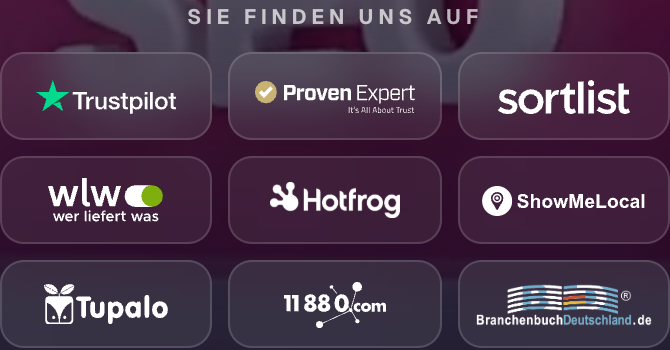 SIE FINDEN UNS AUF
Trustpilot
Proven Expert
It's All About Trust
sortlist
wlw
wer liefert was
Hotfrog
ShowMeLocal
Tupalo
11880.com
®
BranchenbuchDeutschland.de